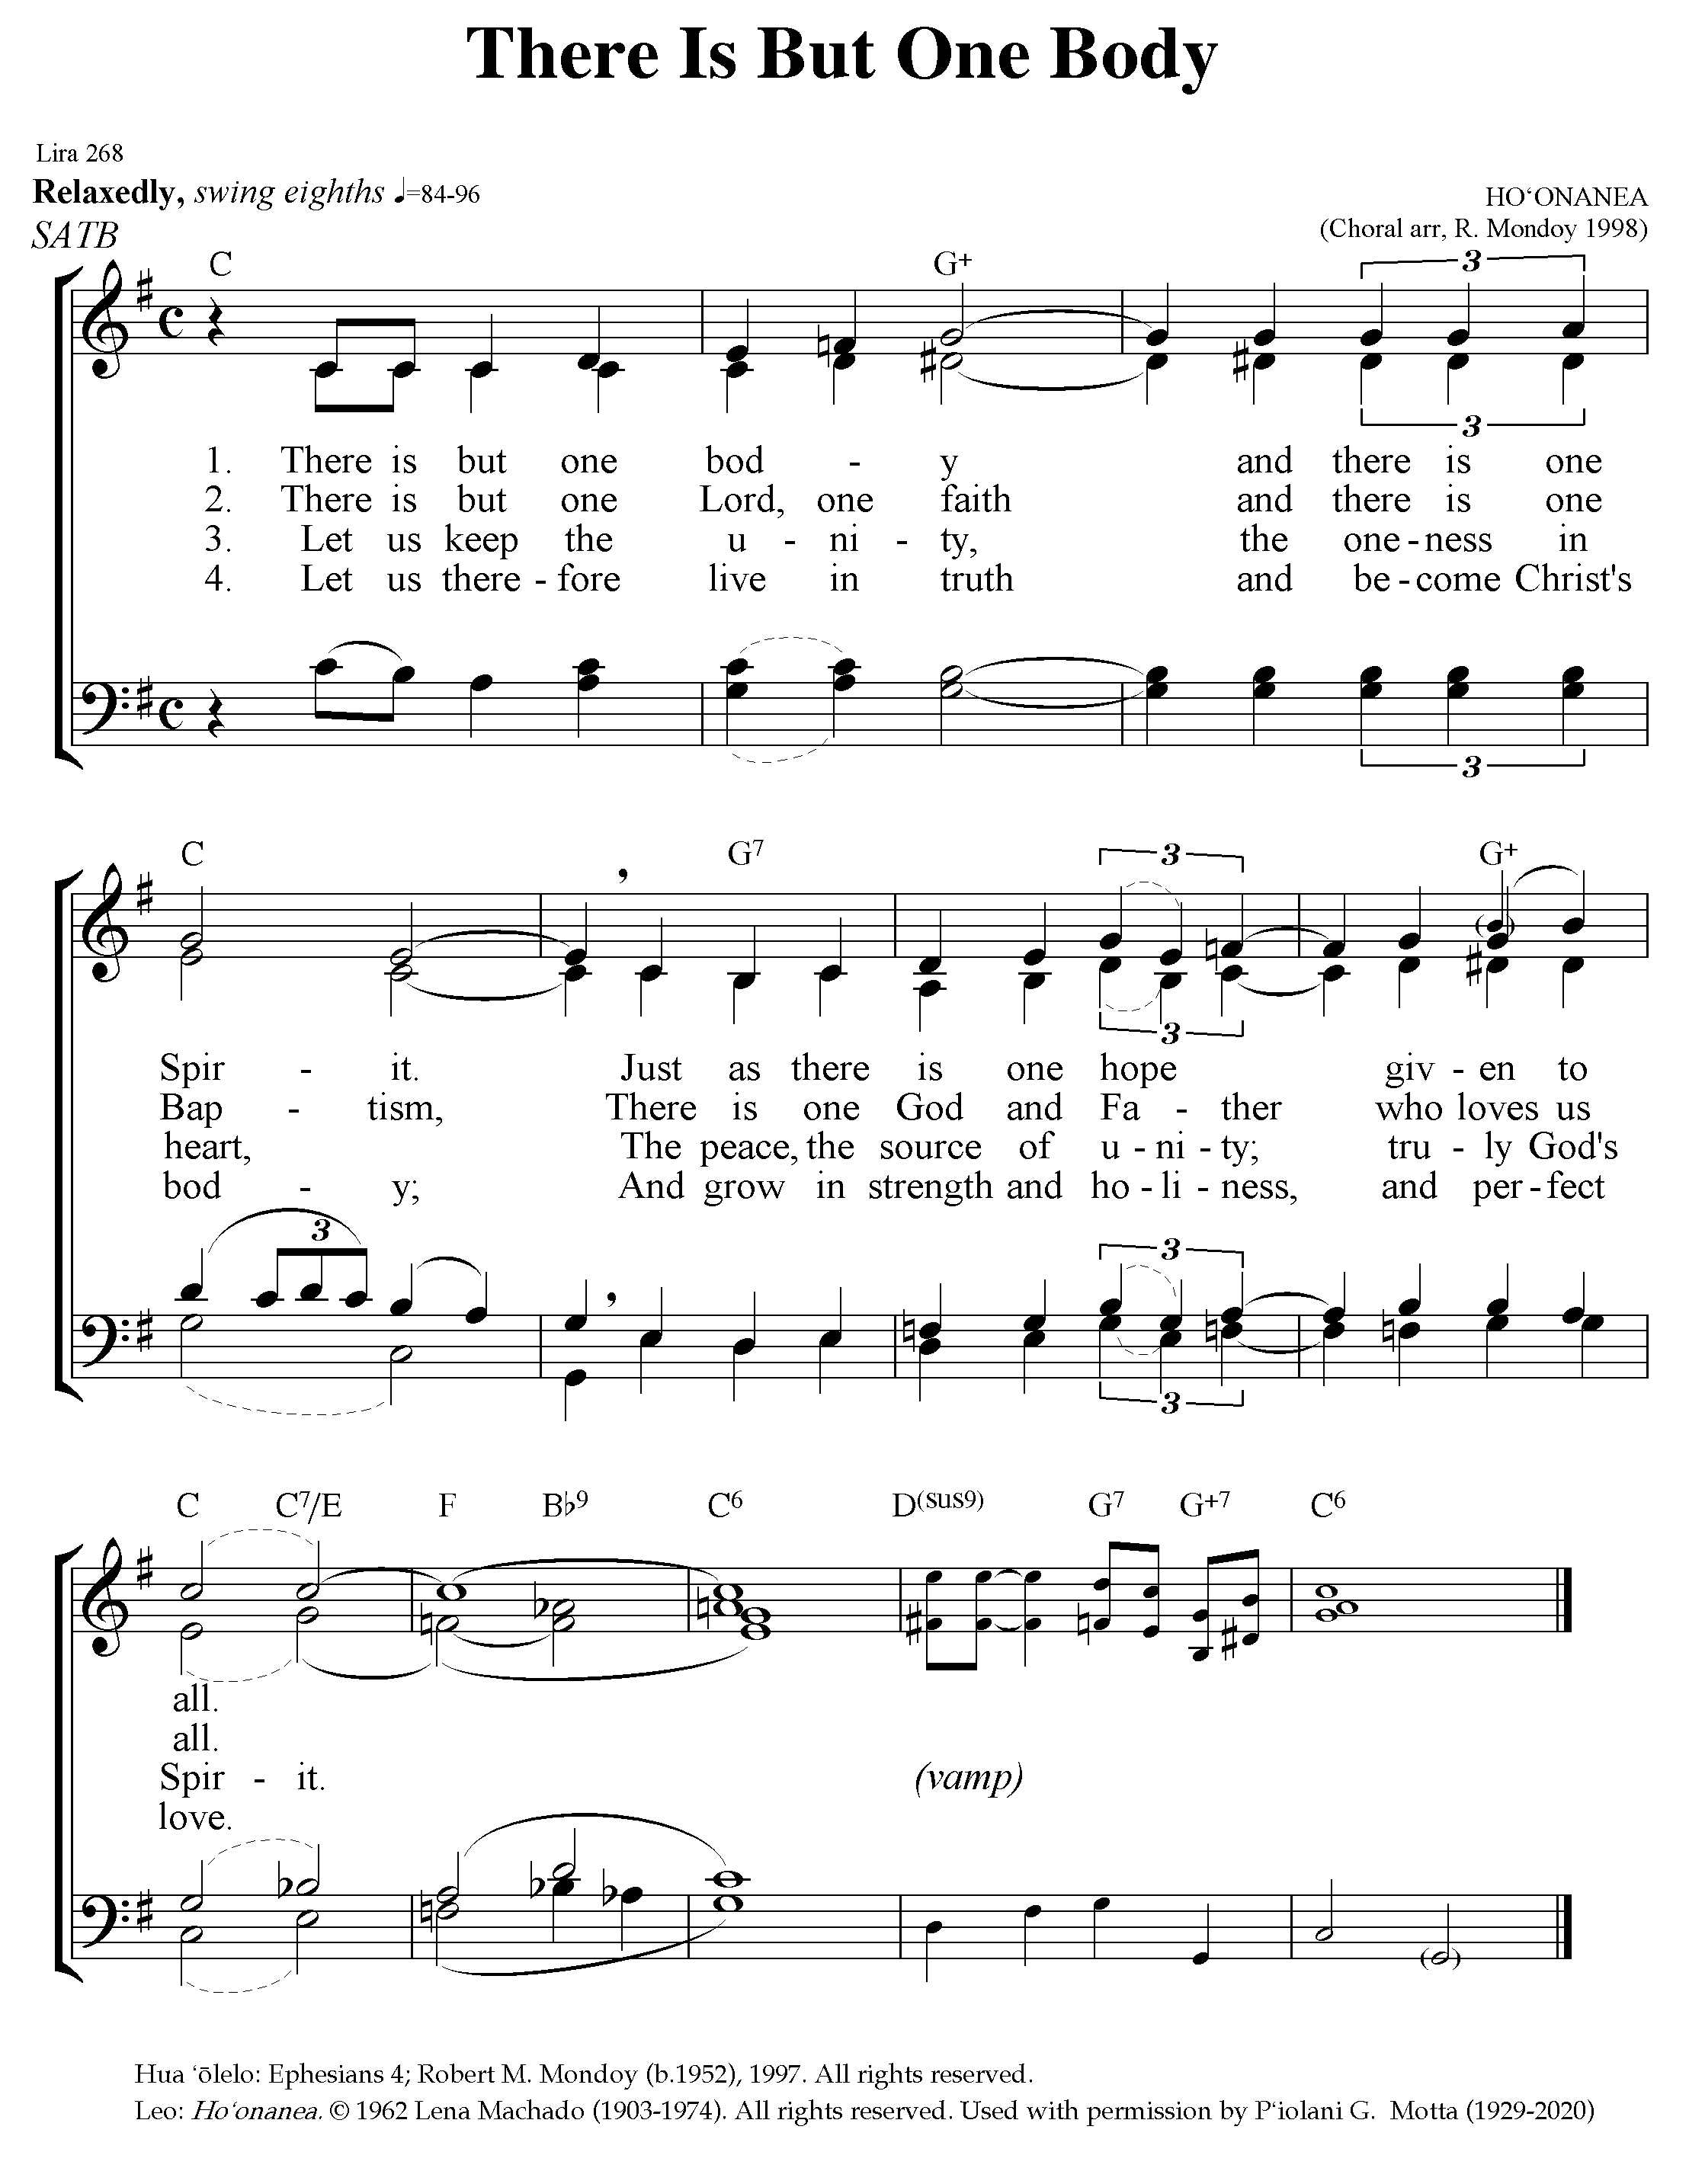 There Is But One Body
Lira 268
Relaxedly, swing eighths ♩=84-96
HOʻONANEA
SATB
(Choral arr, R. Mondoy 1998)
C G+
3
3
1. There is but one bod - y and there is one
2. There is but one Lord, one faith and there is one
3. Let us keep the u - ni - ty, the one - ness in
4. Let us there - fore live in truth and be - come Christ's
3
C G7 3 G+
3
Spir - it. Just as there is one hope giv - en to
Bap - tism, There is one God and Fa - ther who loves us
heart, The peace, the source of u - ni - ty; tru - ly God's
bod - y; And grow in strength and ho - li - ness, and per - fect
3 3
3
C C7/E F B♭9 C6 D(sus9) G7 G+7 C6
all.
all.
Spir - it. (vamp)
love.
Hua ʻōlelo: Ephesians 4; Robert M. Mondoy (b.1952), 1997. All rights reserved.
Leo: Hoʻonanea. © 1962 Lena Machado (1903-1974). All rights reserved. Used with permission by Pʻiolani G. Motta (1929-2020)